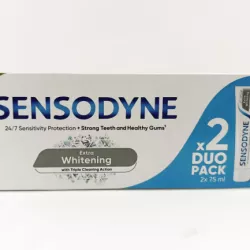 SENSODYNE
24/7 Sensitivity Protection + Strong Teeth and Healthy Gums†
Extra
Whitening
with Triple Cleaning Action
x2
DUO
PACK
2x 75 ml
SENSODYNE